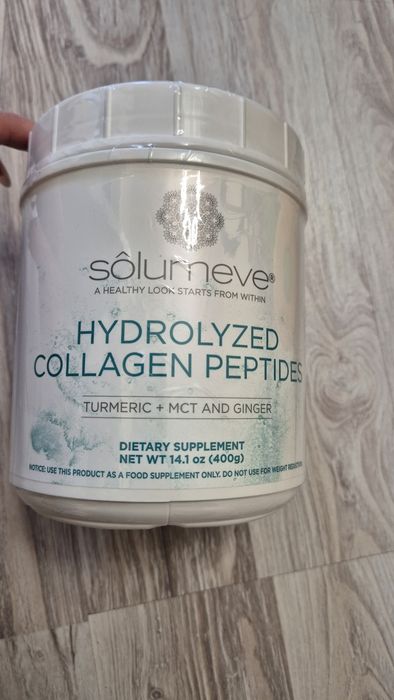 sôlumeve®
A HEALTHY LOOK STARTS FROM WITHIN
HYDROLYZED
COLLAGEN PEPTIDES
TURMERIC + MCT AND GINGER
DIETARY SUPPLEMENT
NET WT 14.1 oz (400g)
NOTICE: USE THIS PRODUCT AS A FOOD SUPPLEMENT ONLY. DO NOT USE FOR WEIGHT REDUCTION